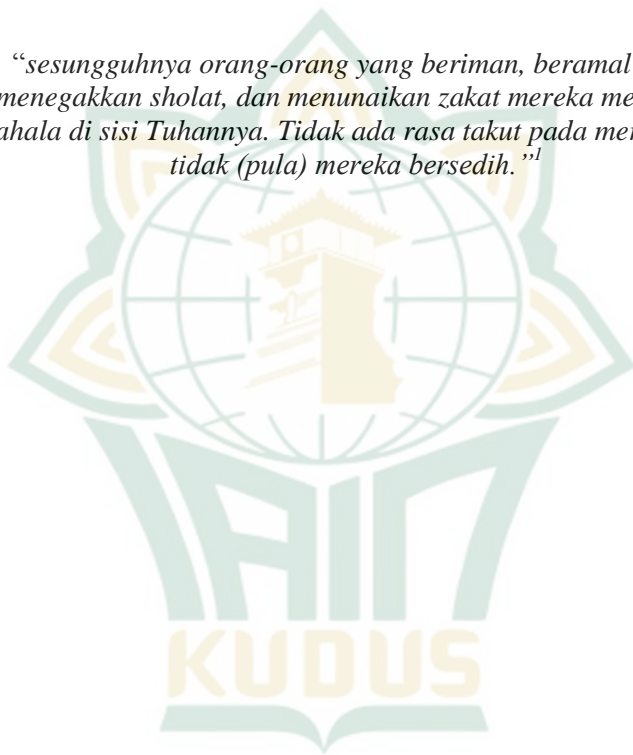 “sesungguhnya orang-orang yang beriman, beramal
menegakkan sholat, dan menunaikan zakat mereka
di sisi Tuhannya. Tidak ada rasa takut pada
tidak (pula) mereka bersedih.”1
IAIN
KUDUS